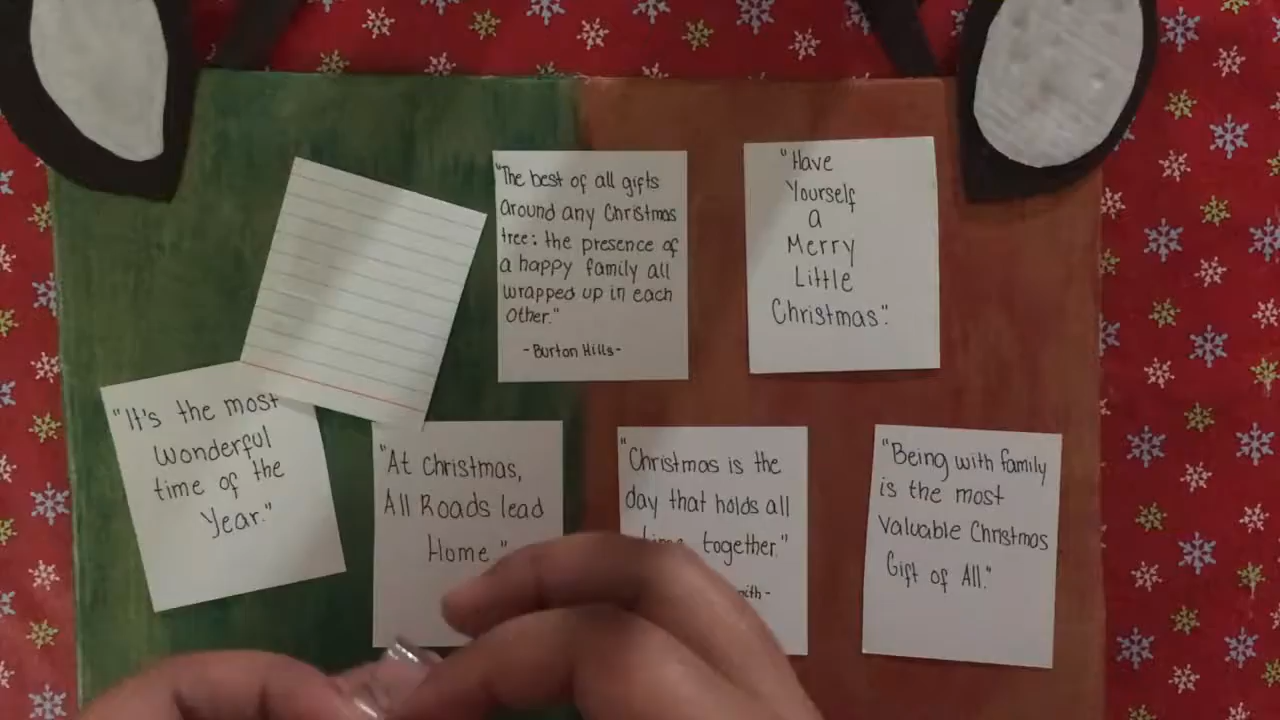 "The best of all gifts
around any Christmas
tree: the presence of
a happy family all
wrapped up in each
other."
- Burton Hills -
"Have
Yourself
a
Merry
Little
Christmas".
"It's the most
wonderful
time of the
Year."
"At Christmas,
All Roads lead
Home."
"Christmas is the
day that holds all
together."
"Being with family
is the most
Valuable Christmas
Gift of All."